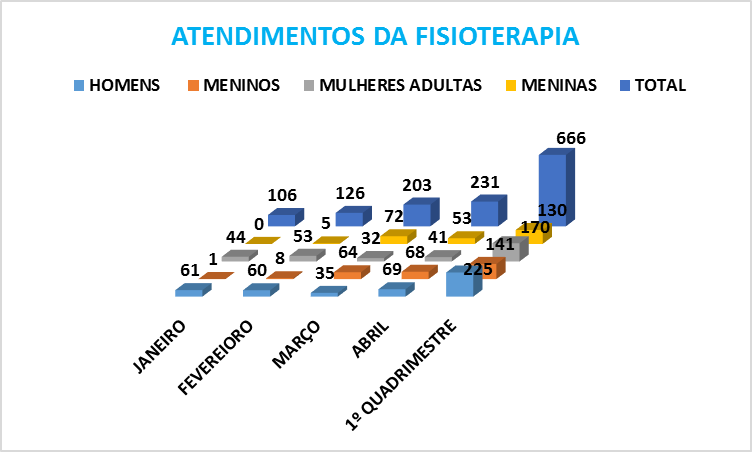 ATENDIMENTOS DA FISIOTERAPIA
HOMENS MENINOS MULHERES ADULTAS MENINAS TOTAL
666
106 126 203 231
0 5 72 53 130
44 53 32 41 170
1 8 64 68 141
61 60 35 69 225
JANEIRO
FEVEREIORO
MARÇO
ABRIL
1º QUADRIMESTRE